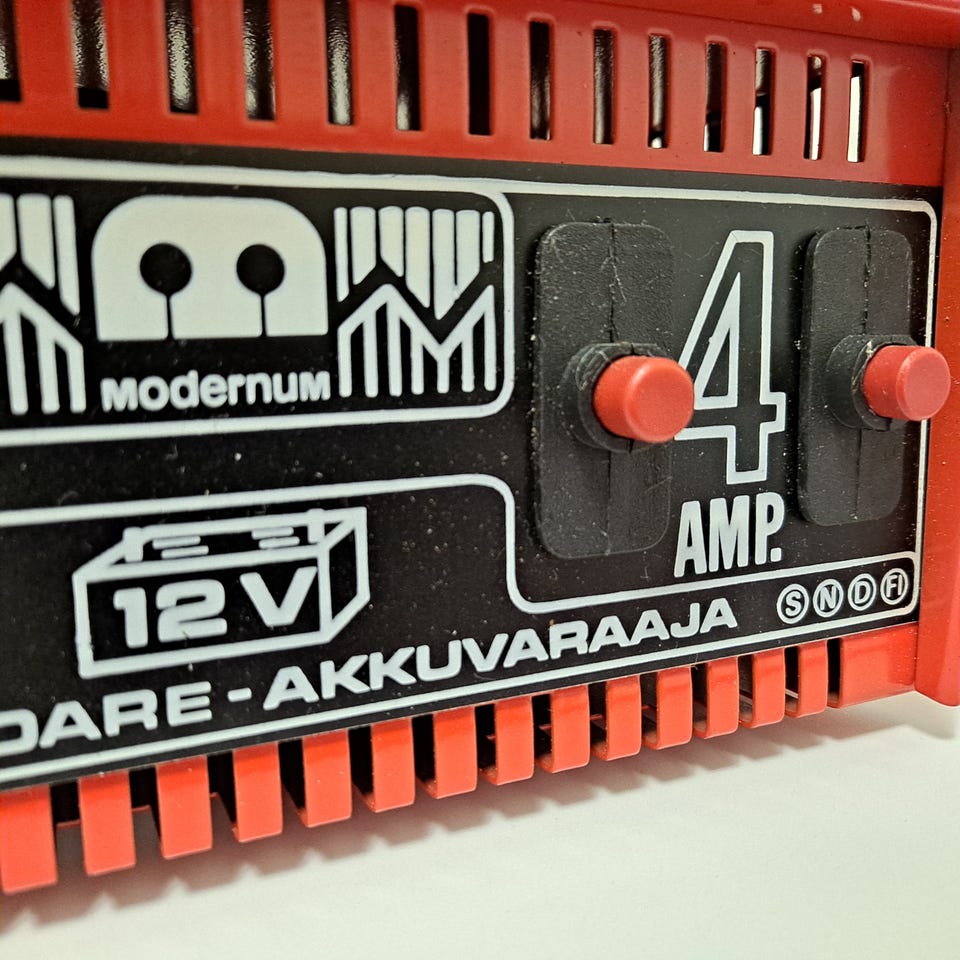 Modernum
4
AMP.
12 V
DARE - AKKUVARAAJA
S N D FI